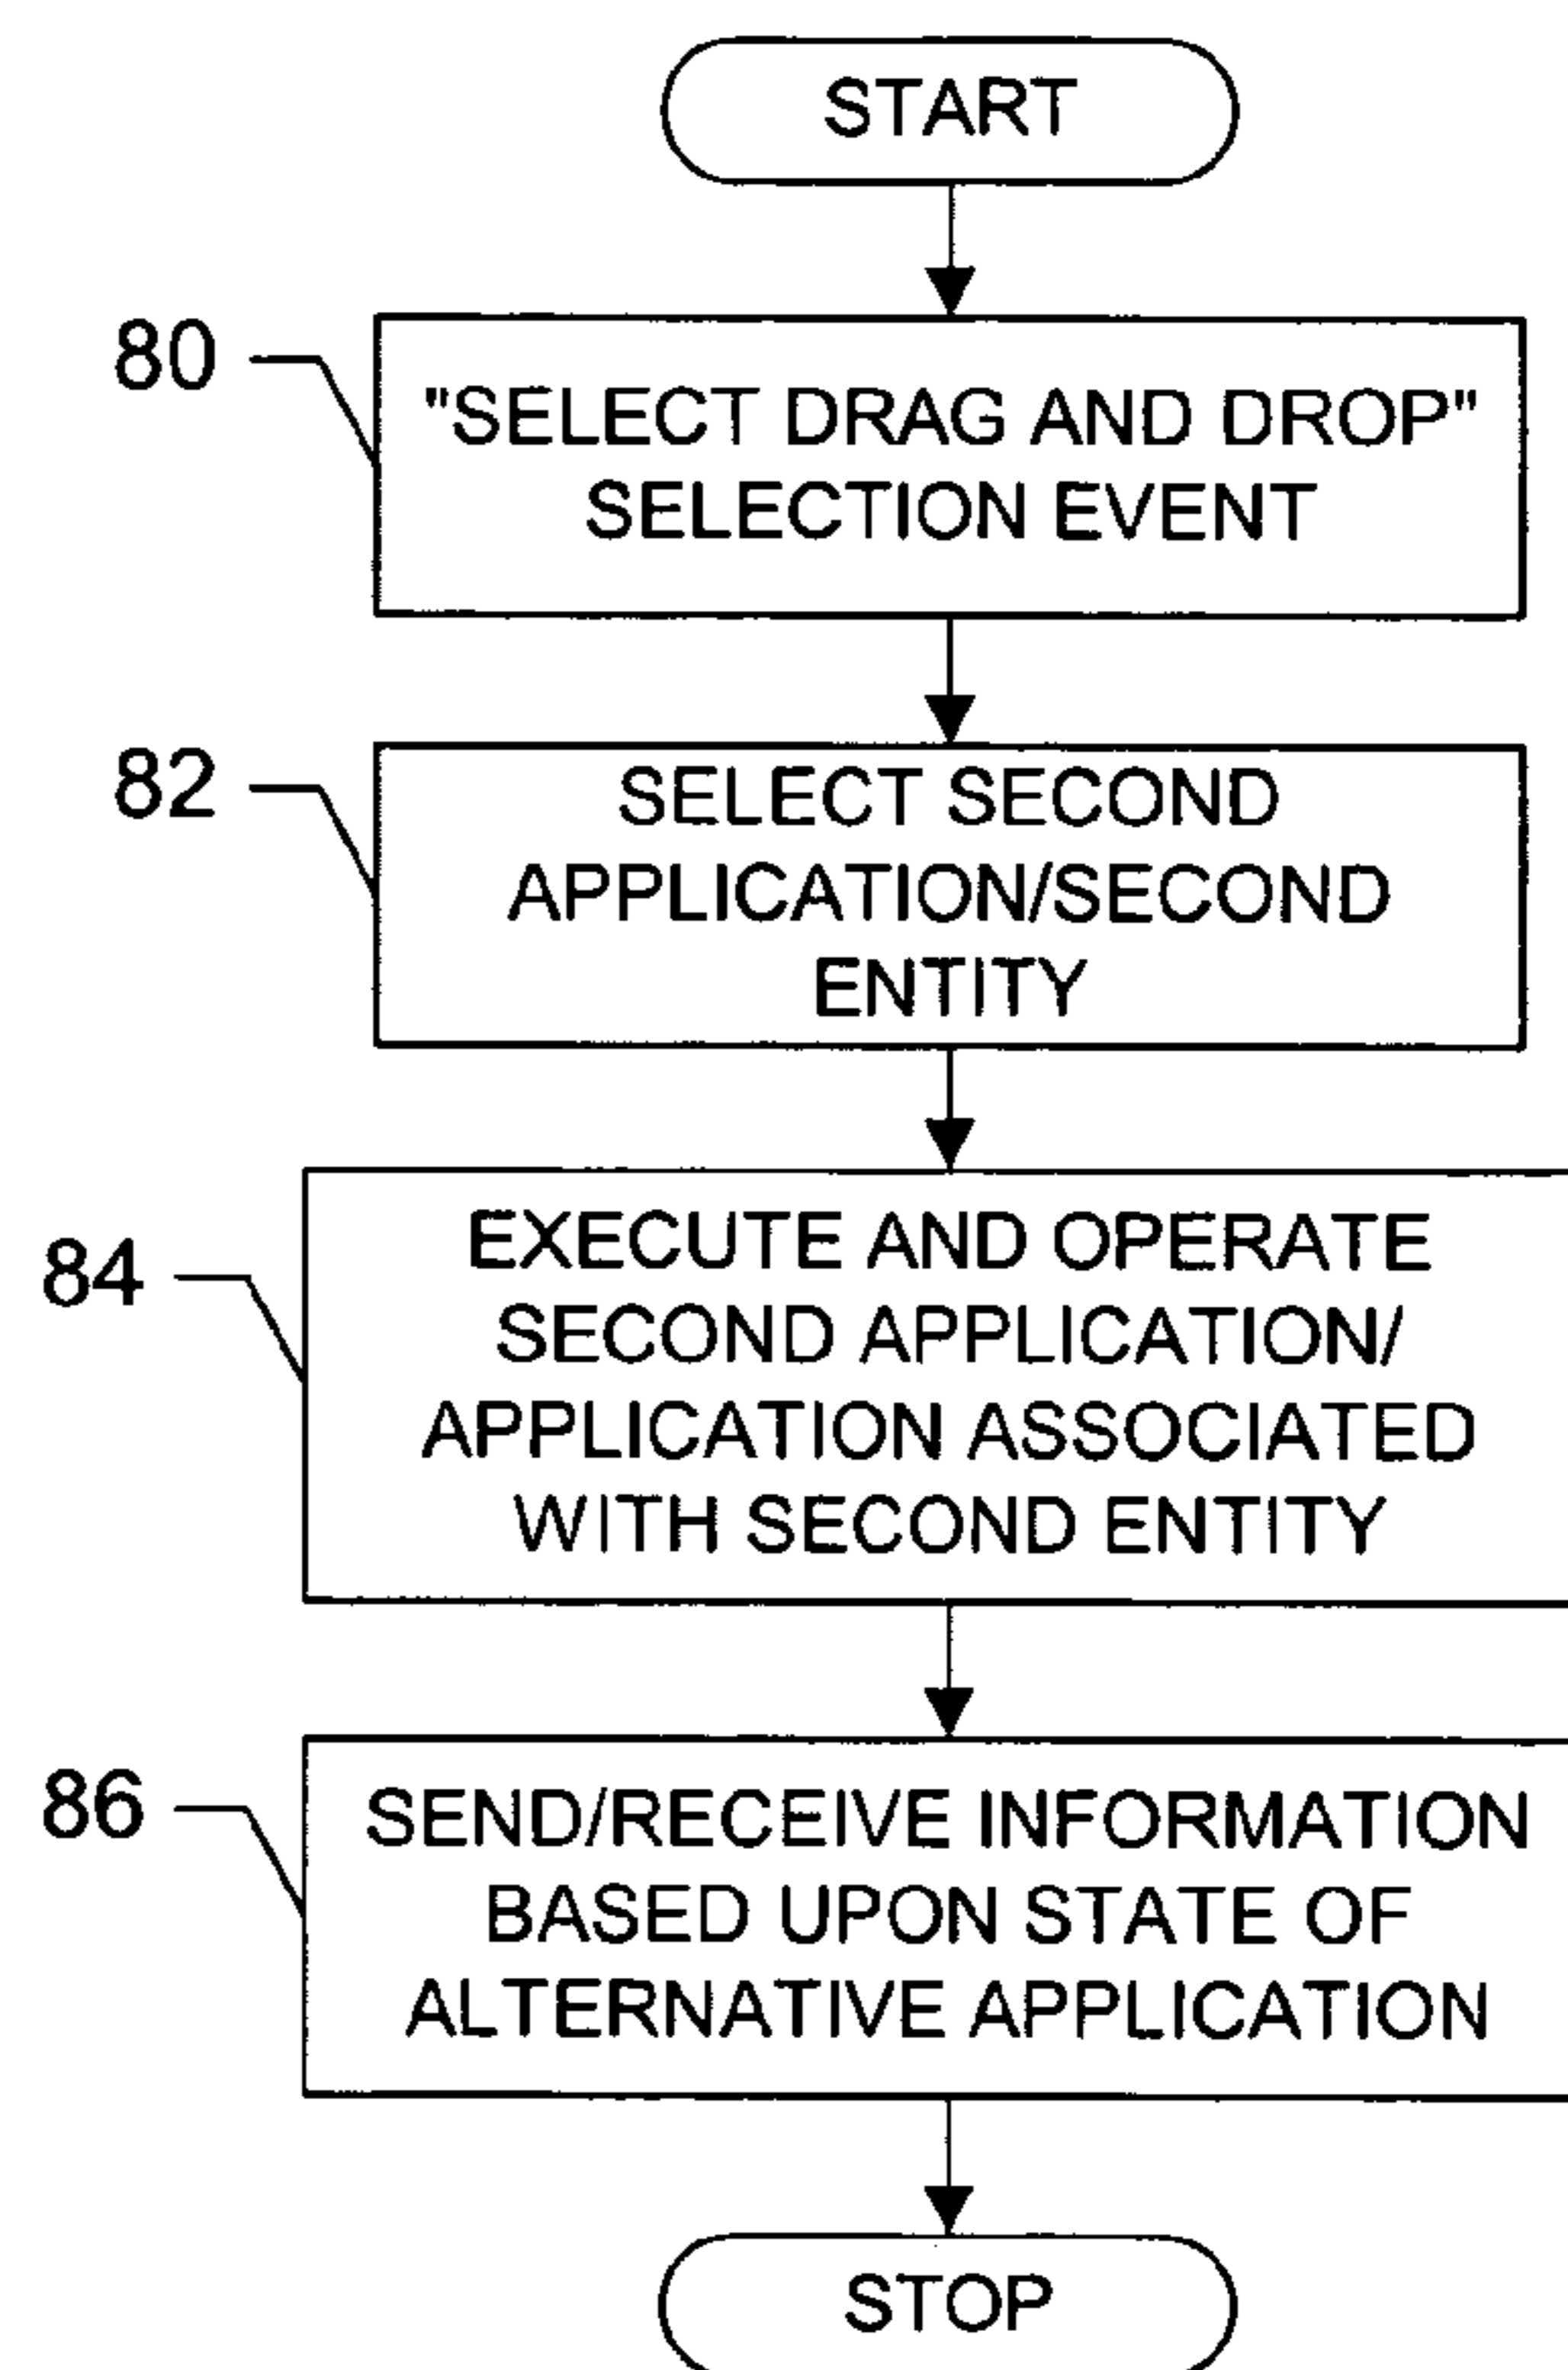 START
80
"SELECT DRAG AND DROP"
SELECTION EVENT
82
SELECT SECOND
APPLICATION/SECOND
ENTITY
84
EXECUTE AND OPERATE
SECOND APPLICATION/
APPLICATION ASSOCIATED
WITH SECOND ENTITY
86
SEND/RECEIVE INFORMATION
BASED UPON STATE OF
ALTERNATIVE APPLICATION
STOP